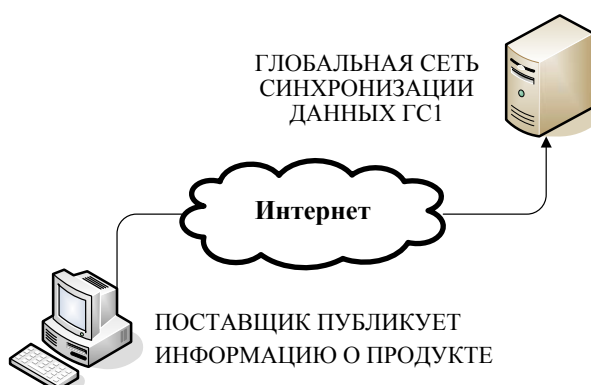 ГЛОБАЛЬНАЯ СЕТЬ
СИНХРОНИЗАЦИИ
ДАННЫХ ГС1
Интернет
ПОСТАВЩИК ПУБЛИКУЕТ
ИНФОРМАЦИЮ О ПРОДУКТЕ